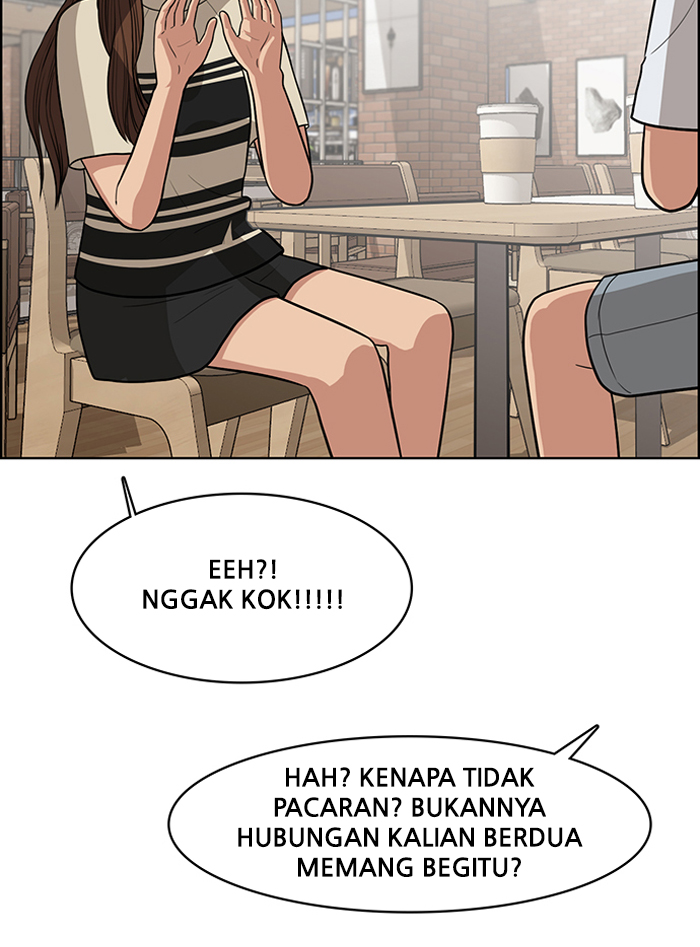 EEH?!
NGGAK KOK!!!!!
HAH? KENAPA TIDAK
PACARAN? BUKANNYA
HUBUNGAN KALIAN BERDUA
MEMANG BEGITU?